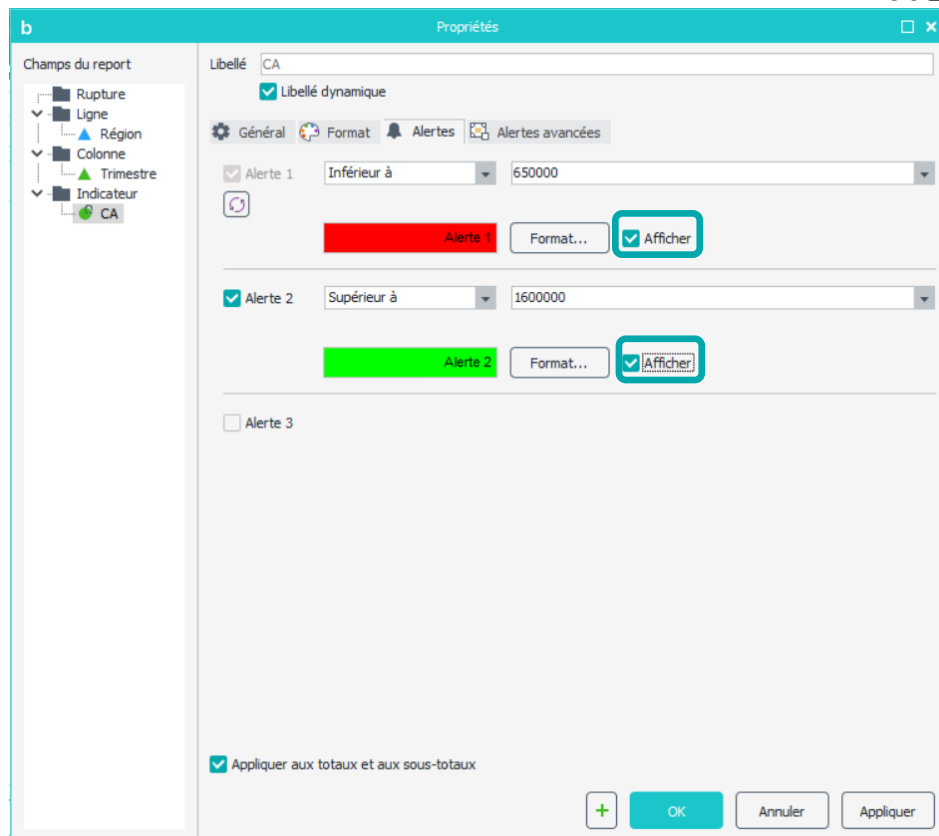 b Propriétés
Champs du report
Rupture
Ligne
Région
Colonne
Trimestre
Indicateur
CA
Libellé CA
Libellé dynamique
Général Format Alertes Alertes avancées
Alerte 1 Inférieur à 650000
Alerte 1 Format... Afficher
Alerte 2 Supérieur à 1600000
Alerte 2 Format... Afficher
Alerte 3
Appliquer aux totaux et aux sous-totaux
+ OK Annuler Appliquer